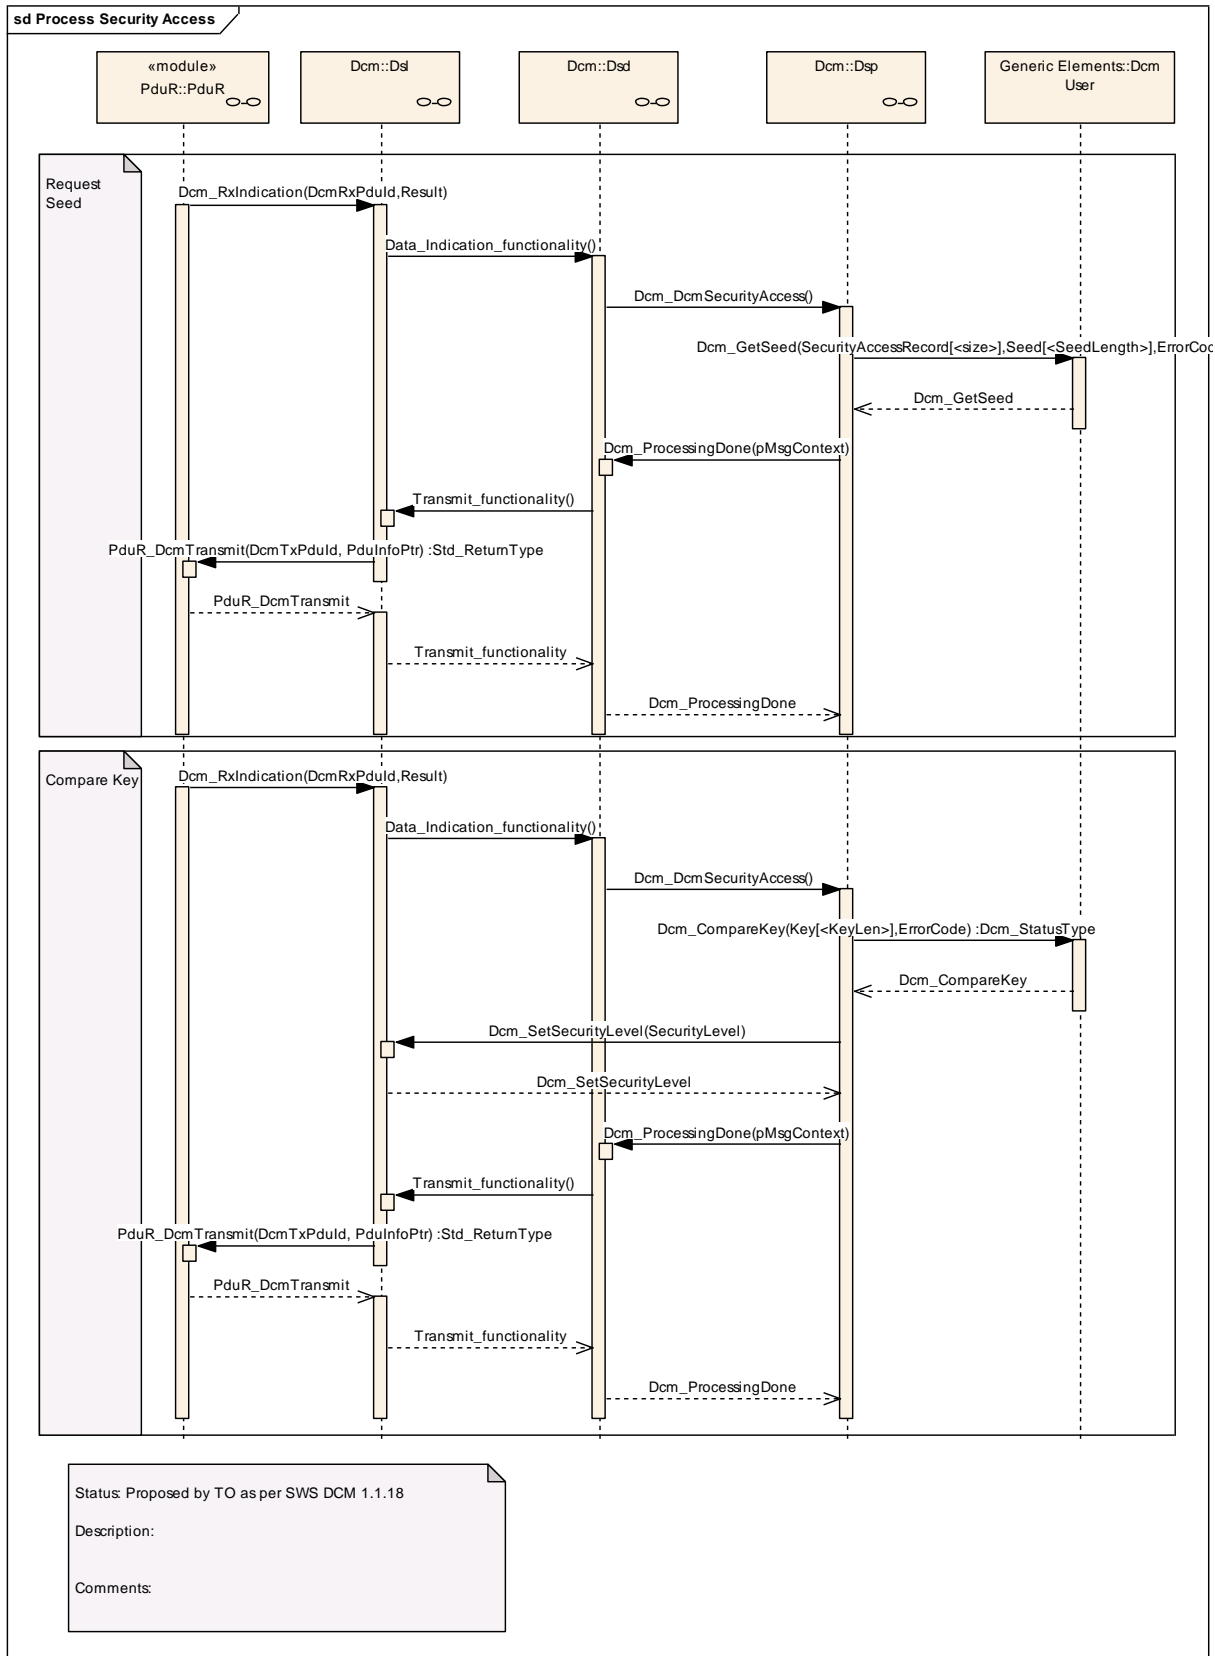 sd Process Security Access
«module»
PduR::PduR
Dcm::Dsl
Dcm::Dsd
Dcm::Dsp
Generic Elements::Dcm
User
Request
Seed
Dcm_RxIndication(DcmRxPduId,Result)
Data_Indication_functionality()
Dcm_DcmSecurityAccess()
Dcm_GetSeed(SecurityAccessRecord[<size>],Seed[<SeedLength>],ErrorCod
Dcm_GetSeed
Dcm_ProcessingDone(pMsgContext)
Transmit_functionality()
PduR_DcmTransmit(DcmTxPduId, PduInfoPtr) :Std_ReturnType
PduR_DcmTransmit
Transmit_functionality
Dcm_ProcessingDone
Compare Key
Dcm_RxIndication(DcmRxPduId,Result)
Data_Indication_functionality()
Dcm_DcmSecurityAccess()
Dcm_CompareKey(Key[<KeyLen>],ErrorCode) :Dcm_StatusType
Dcm_CompareKey
Dcm_SetSecurityLevel(SecurityLevel)
Dcm_SetSecurityLevel
Dcm_ProcessingDone(pMsgContext)
Transmit_functionality()
PduR_DcmTransmit(DcmTxPduId, PduInfoPtr) :Std_ReturnType
PduR_DcmTransmit
Transmit_functionality
Dcm_ProcessingDone
Status: Proposed by TO as per SWS DCM 1.1.18
Description:
Comments: